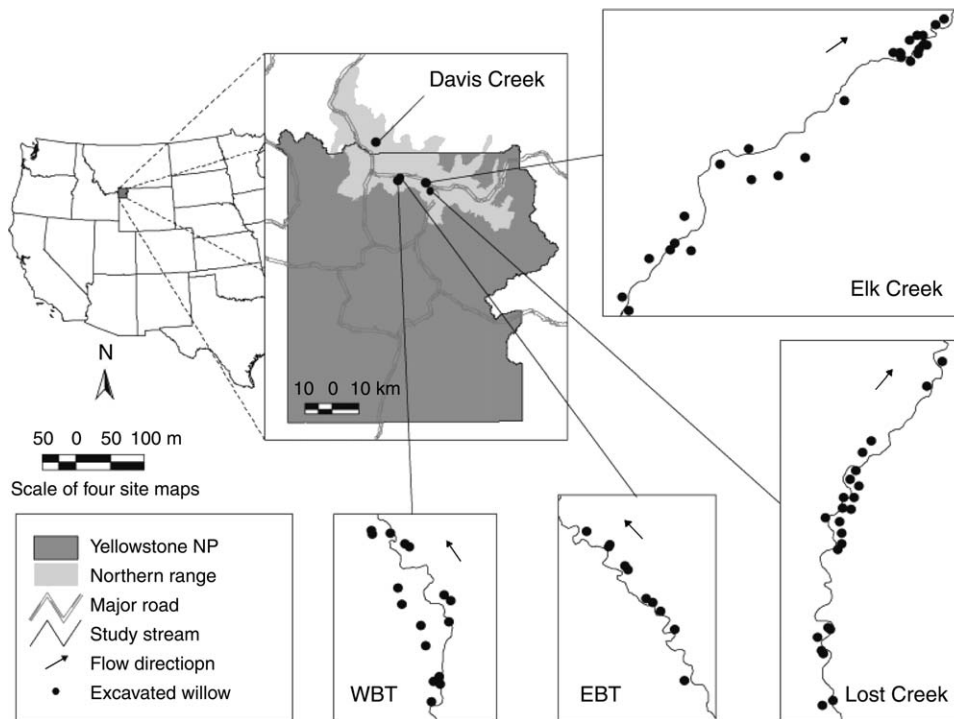 Davis Creek
Elk Creek
N
10 0 10 km
50 0 50 100 m
Scale of four site maps
Yellowstone NP
Northern range
Major road
Study stream
Flow directiopn
Excavated willow
WBT
EBT
Lost Creek